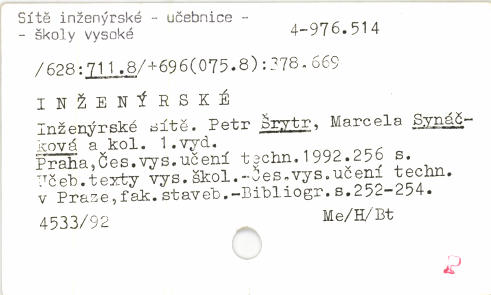 Sítě inženýrské - učebnice -
- školy vysoké
4-976.514
/628:711.8/+696(075.8):378.669
I N Ž E N Ý R S K É
Inženýrské sítě. Petr Šrytr, Marcela Synáč-
ková a kol. 1.vyd.
Praha,Čes.vys.učení techn.1992.256 s.
Učeb.texty vys.škol.-Čes.vys.učení techn.
v Praze,fak.staveb.-Bibliogr.s.252-254.
4533/92 Me/H/Bt